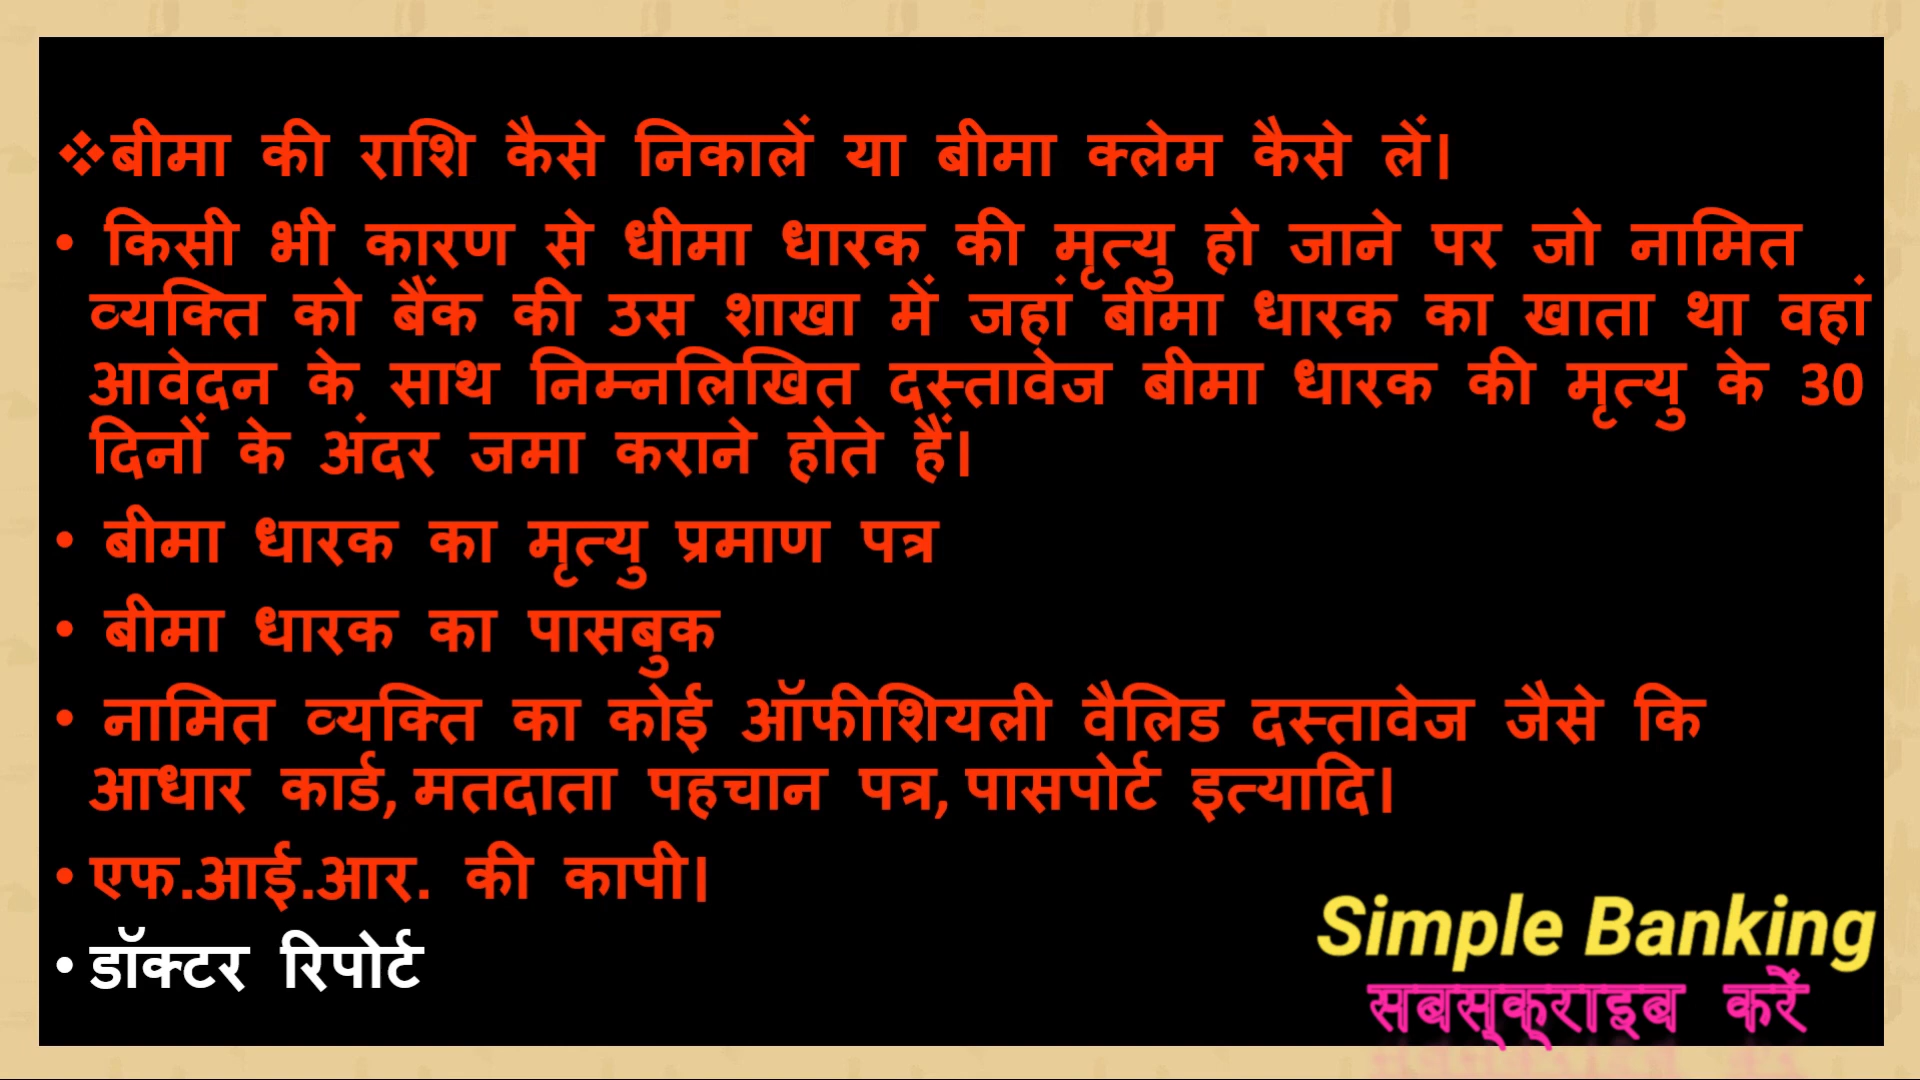 ❖बीमा की राशि कैसे निकालें या बीमा क्लेम कैसे लें।
• किसी भी कारण से धीमा धारक की मृत्यु हो जाने पर जो नामित
व्यक्ति को बैंक की उस शाखा में जहां बीमा धारक का खाता था वहां
आवेदन के साथ निम्नलिखित दस्तावेज बीमा धारक की मृत्यु के 30
दिनों के अंदर जमा कराने होते हैं।
• बीमा धारक का मृत्यु प्रमाण पत्र
• बीमा धारक का पासबुक
• नामित व्यक्ति का कोई ऑफीशियली वैलिड दस्तावेज जैसे कि
आधार कार्ड, मतदाता पहचान पत्र, पासपोर्ट इत्यादि।
• एफ.आई.आर. की कापी।
• डॉक्टर रिपोर्ट
Simple Banking
सबस्क्राइब करें